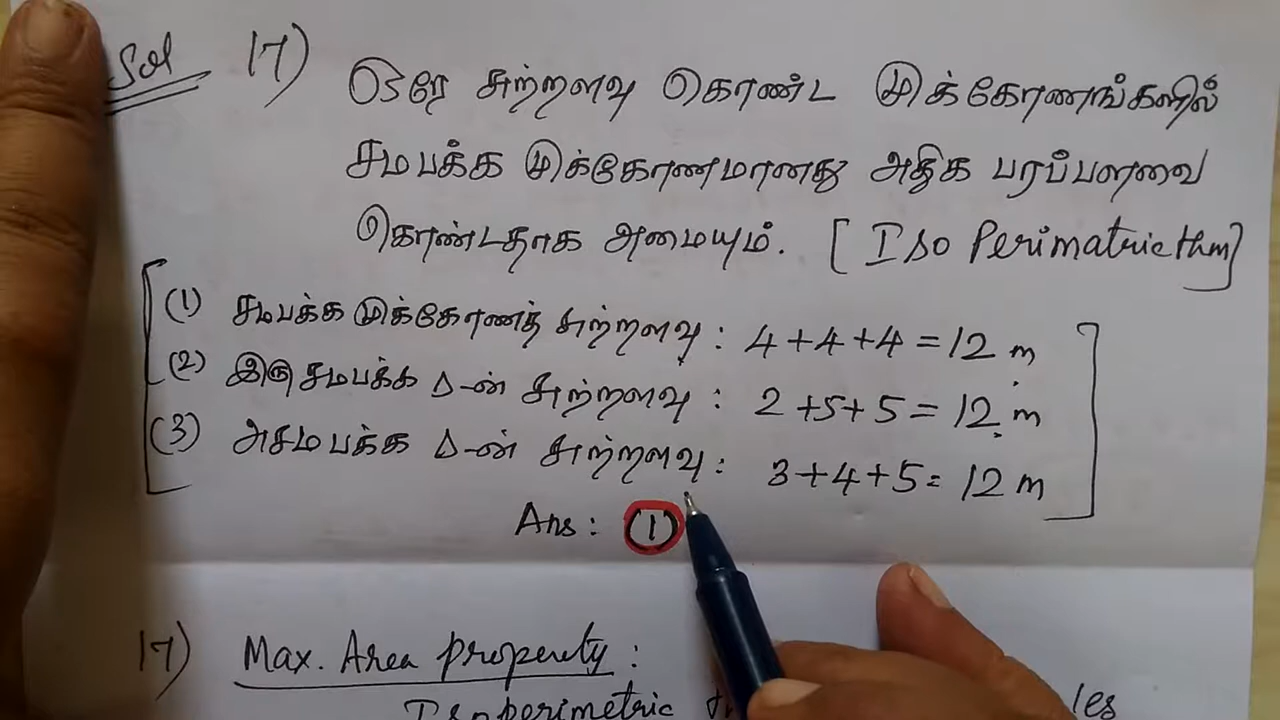 Sol 17) ஒரே சுற்றளவு கொண்ட முக்கோணங்களில்
சமபக்க முக்கோணமானது அதிக பரப்பளவை
கொண்டதாக அமையும். [Iso Perimatric thm]
(1) சமபக்க முக்கோணத் சுற்றளவு : 4+4+4 = 12 m
(2) இரு சமபக்க Δ-ன் சுற்றளவு : 2+5+5 = 12 m
(3) அசமபக்க Δ-ன் சுற்றளவு : 3+4+5 = 12 m
Ans : (1)
17) Max. Area property :
Isoperimetric